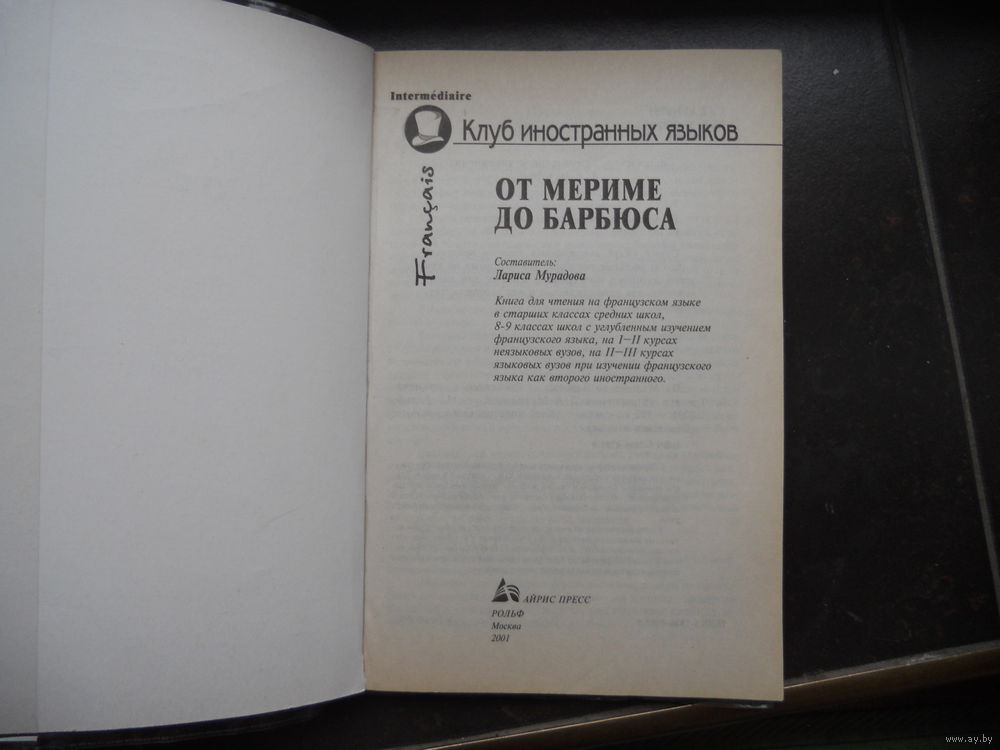 Intermédiaire
Клуб иностранных языков
Français
ОТ МЕРИМЕ
ДО БАРБЮСА
Составитель:
Лариса Мурадова
Книга для чтения на французском языке
в старших классах средних школ,
8-9 классах школ с углубленным изучением
французского языка, на I—II курсах
неязыковых вузов, на II—III курсах
языковых вузов при изучении французского
языка как второго иностранного.
АЙРИС ПРЕСС
РОЛЬФ
Москва
2001
www.ay.by